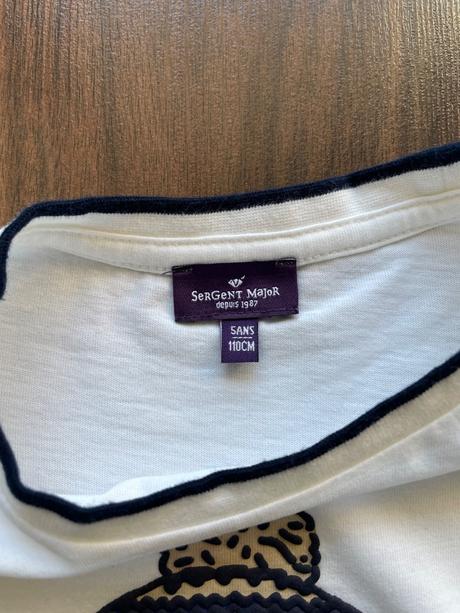 SerGeNT MajoR
depuis 1987
5ANS
110CM